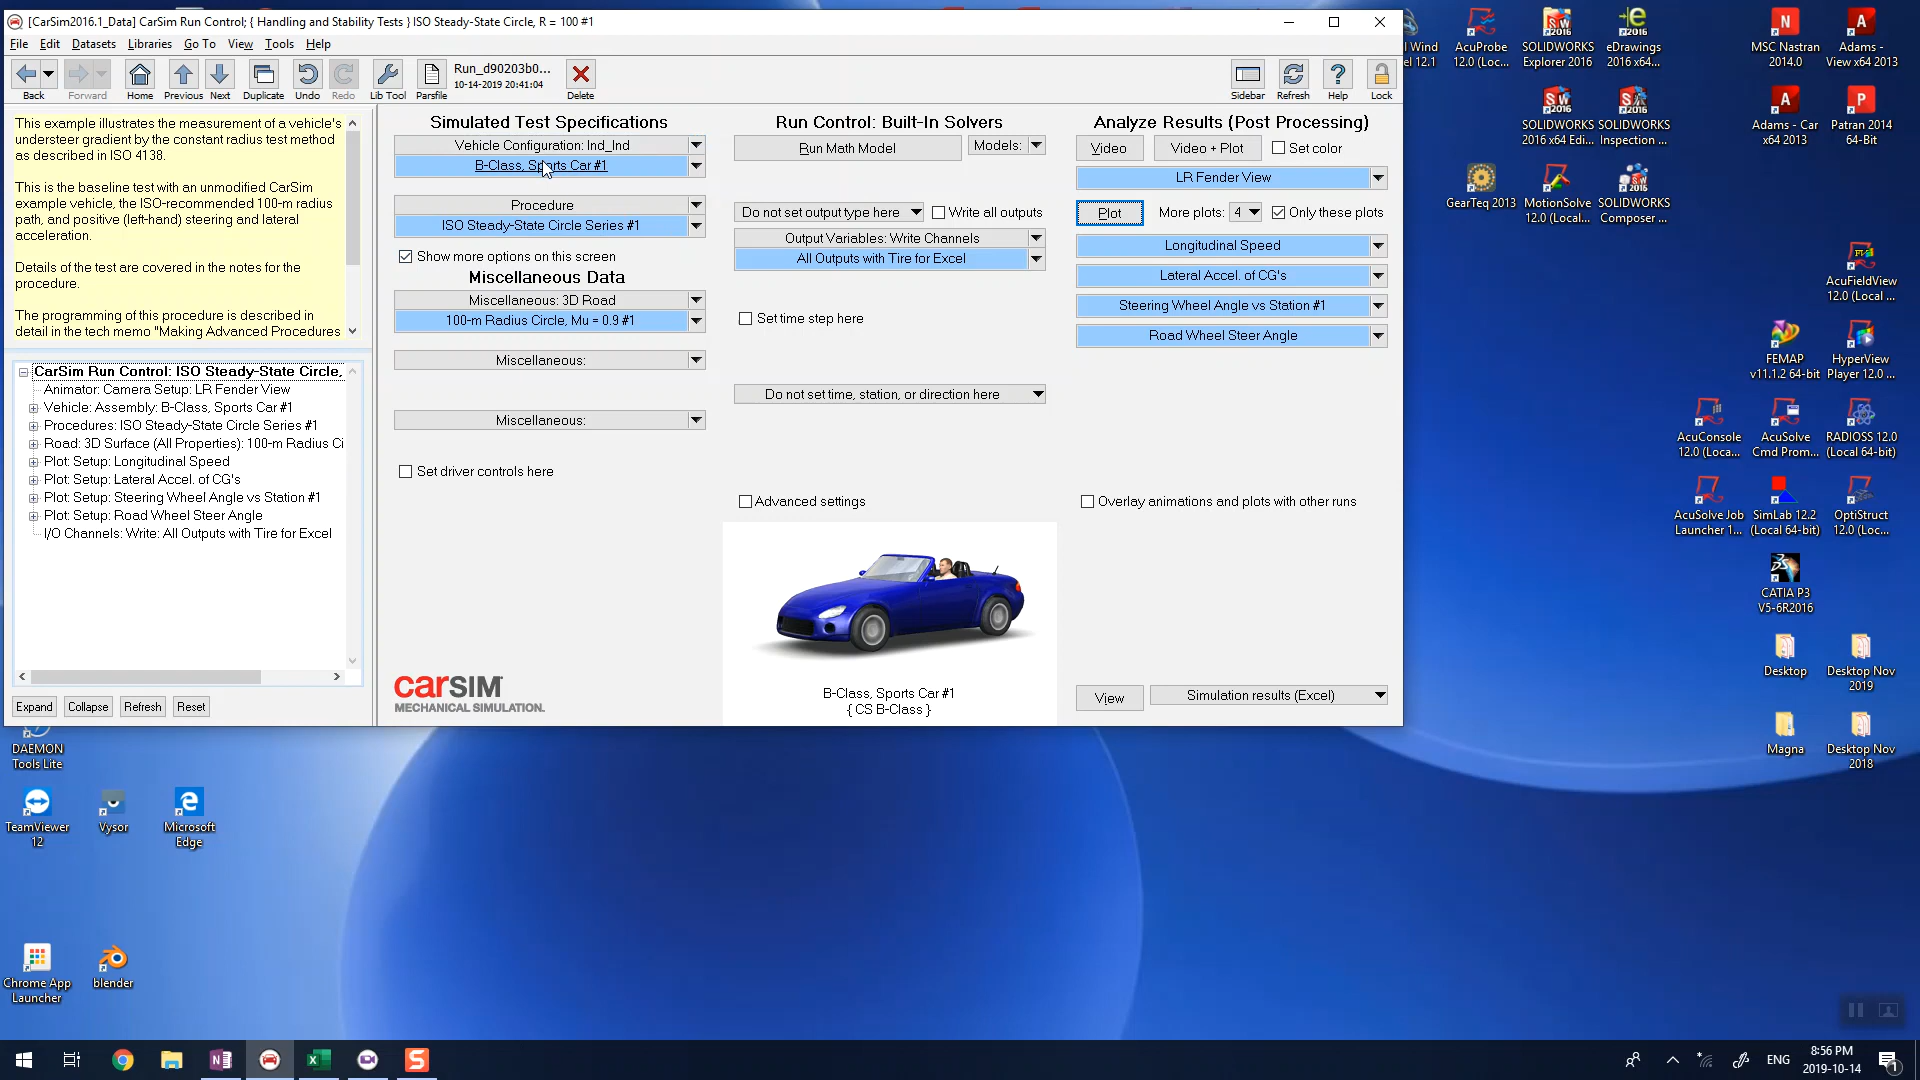 [CarSim2016.1_Data] CarSim Run Control; { Handling and Stability Tests } ISO Steady-State Circle, R = 100 #1
File Edit Datasets Libraries Go To View Tools Help
Back Forward Home Previous Next Duplicate Undo Redo Lib Tool Parsfile
Run_d90203b0...
10-14-2019 20:41:04
Delete
Sidebar Refresh Help Lock
This example illustrates the measurement of a vehicle's
understeer gradient by the constant radius test method
as described in ISO 4138.
This is the baseline test with an unmodified CarSim
example vehicle, the ISO-recommended 100-m radius
path, and positive (left-hand) steering and lateral
acceleration.
Details of the test are covered in the notes for the
procedure.
The programming of this procedure is described in
detail in the tech memo "Making Advanced Procedures
CarSim Run Control: ISO Steady-State Circle,
Animator: Camera Setup: LR Fender View
Vehicle: Assembly: B-Class, Sports Car #1
Procedures: ISO Steady-State Circle Series #1
Road: 3D Surface (All Properties): 100-m Radius Ci
Plot: Setup: Longitudinal Speed
Plot: Setup: Lateral Accel. of CG's
Plot: Setup: Steering Wheel Angle vs Station #1
Plot: Setup: Road Wheel Steer Angle
I/O Channels: Write: All Outputs with Tire for Excel
Expand Collapse Refresh Reset
Simulated Test Specifications
Vehicle Configuration: Ind_Ind
B-Class, Sports Car #1
Procedure
ISO Steady-State Circle Series #1
Show more options on this screen
Miscellaneous Data
Miscellaneous: 3D Road
100-m Radius Circle, Mu = 0.9 #1
Miscellaneous:
Miscellaneous:
Set driver controls here
carSIM
MECHANICAL SIMULATION.
Run Control: Built-In Solvers
Run Math Model
Models:
Do not set output type here
Write all outputs
Output Variables: Write Channels
All Outputs with Tire for Excel
Set time step here
Do not set time, station, or direction here
Advanced settings
B-Class, Sports Car #1
{ CS B-Class }
Analyze Results (Post Processing)
Video Video + Plot Set color
LR Fender View
Plot More plots: 4 Only these plots
Longitudinal Speed
Lateral Accel. of CG's
Steering Wheel Angle vs Station #1
Road Wheel Steer Angle
Overlay animations and plots with other runs
View Simulation results (Excel)
l Wind
el 12.1
AcuProbe
12.0 (Loc...
SOLIDWORKS
Explorer 2016
eDrawings
2016 x64...
MSC Nastran
2014.0
Adams -
View x64 2013
SOLIDWORKS
2016 x64 Edi...
SOLIDWORKS
Inspection ...
Adams - Car
x64 2013
Patran 2014
64-Bit
GearTeq 2013
MotionSolve
12.0 (Local...
SOLIDWORKS
Composer ...
AcuFieldView
12.0 (Local ...
FEMAP
v11.1.2 64-bit
HyperView
Player 12.0 ...
AcuConsole
12.0 (Loca...
AcuSolve
Cmd Prom...
RADIOSS 12.0
(Local 64-bit)
AcuSolve Job
Launcher 1...
SimLab 12.2
(Local 64-bit)
OptiStruct
12.0 (Loc...
CATIA P3
V5-6R2016
Desktop
Desktop Nov
2019
Magna
Desktop Nov
2018
DAEMON
Tools Lite
TeamViewer
12
Vysor
Microsoft
Edge
Chrome App
Launcher
blender
ENG
8:56 PM
2019-10-14
1